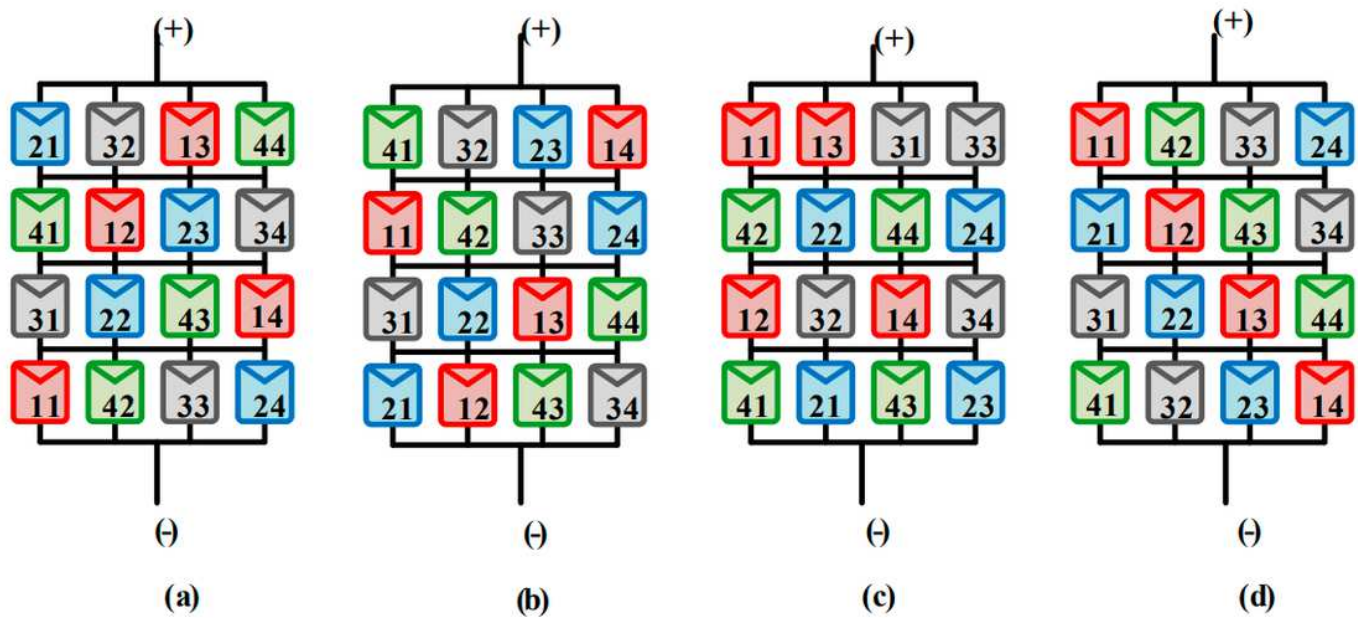 (+) (+) (+) (+)
21 32 13 44 41 32 23 14 11 13 31 33 11 42 33 24
41 12 23 34 11 42 33 24 42 22 44 24 21 12 43 34
31 22 43 14 31 22 13 44 12 32 14 34 31 22 13 44
11 42 33 24 21 12 43 34 41 21 43 23 41 32 23 14
(-) (-) (-) (-)
(a) (b) (c) (d)